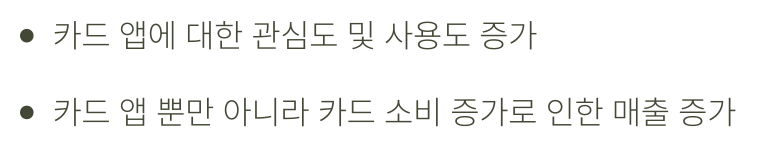 ● 카드 앱에 대한 관심도 및 사용도 증가
● 카드 앱 뿐만 아니라 카드 소비 증가로 인한 매출 증가